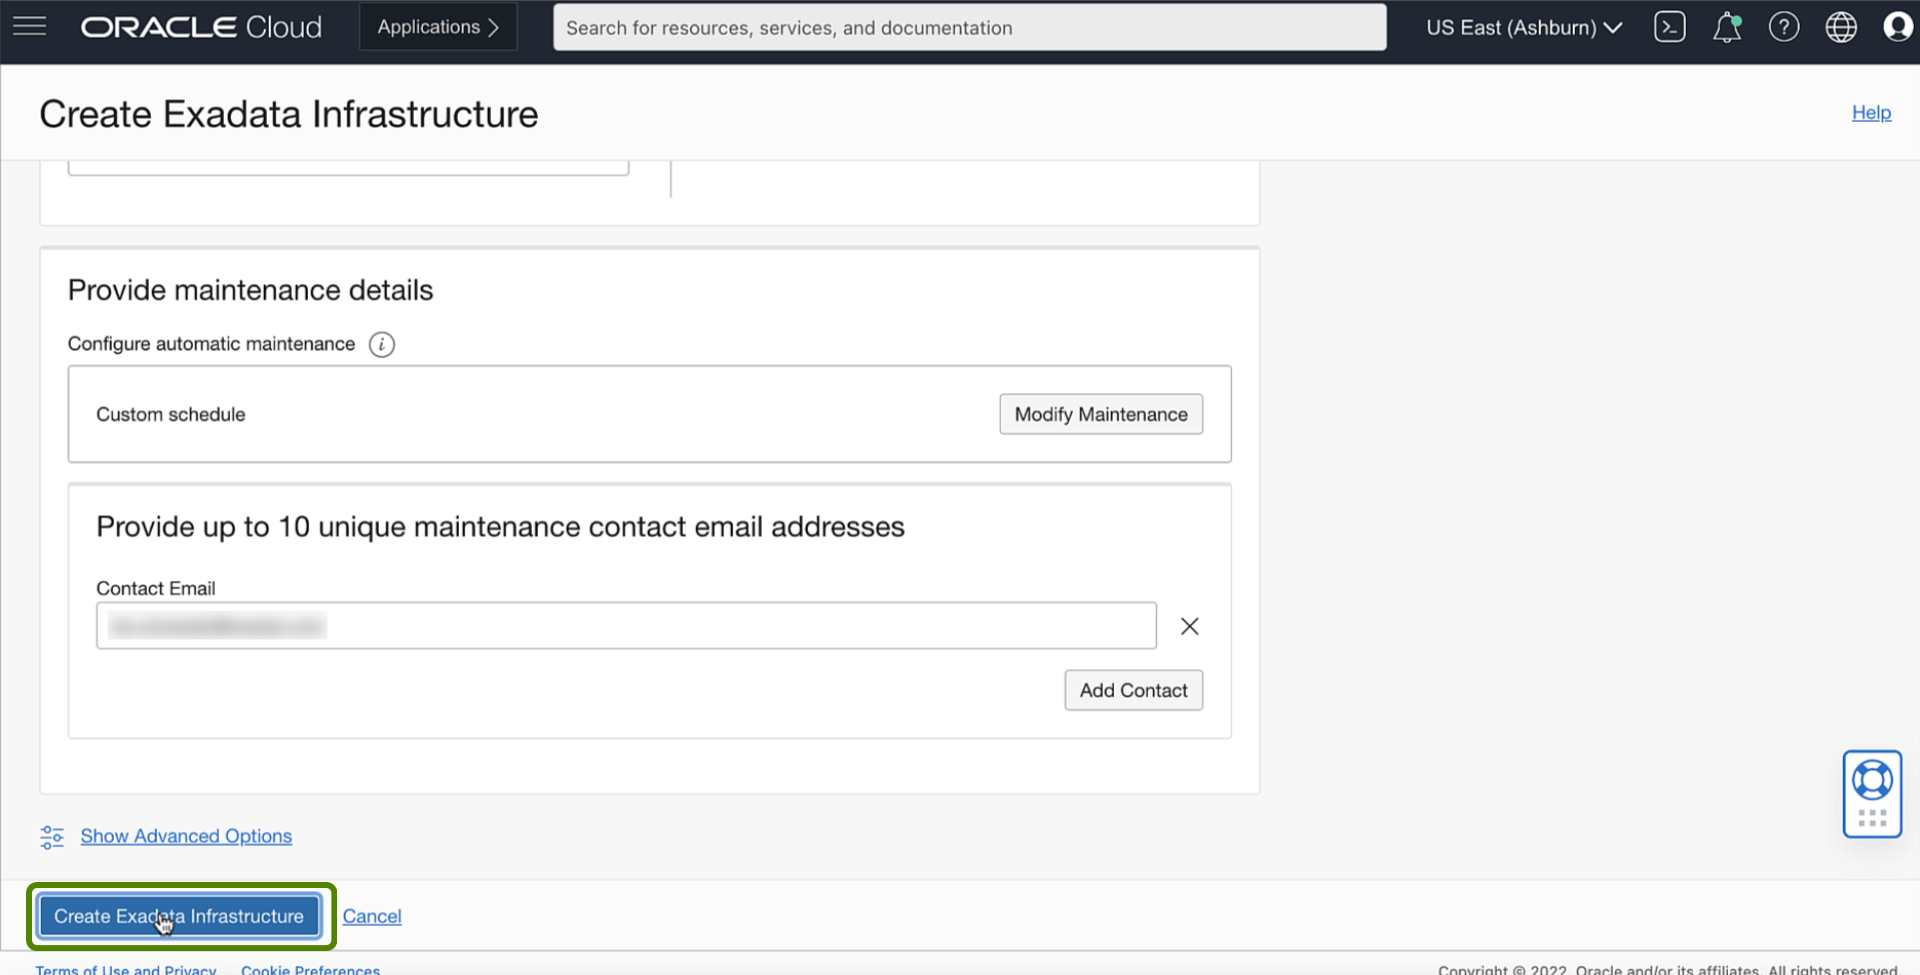 ORACLE Cloud
Applications
Search for resources, services, and documentation
US East (Ashburn)
Create Exadata Infrastructure
Help
Provide maintenance details
Configure automatic maintenance
Custom schedule
Modify Maintenance
Provide up to 10 unique maintenance contact email addresses
Contact Email
Add Contact
Show Advanced Options
Create Exadata Infrastructure
Cancel
Terms of Use and Privacy
Cookie Preferences
Copyright © 2022, Oracle and/or its affiliates. All rights reserved.